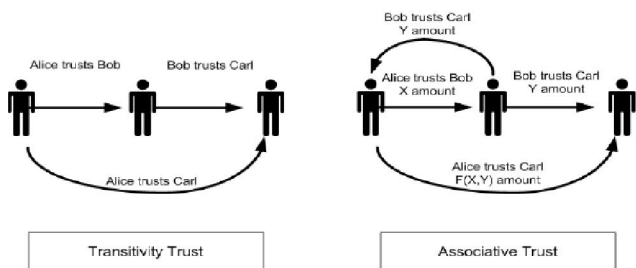 Alice trusts Bob
Bob trusts Carl
Alice trusts Carl
Transitivity Trust
Bob trusts Carl
Y amount
Alice trusts Bob
X amount
Bob trusts Carl
Y amount
Alice trusts Carl
F(X,Y) amount
Associative Trust